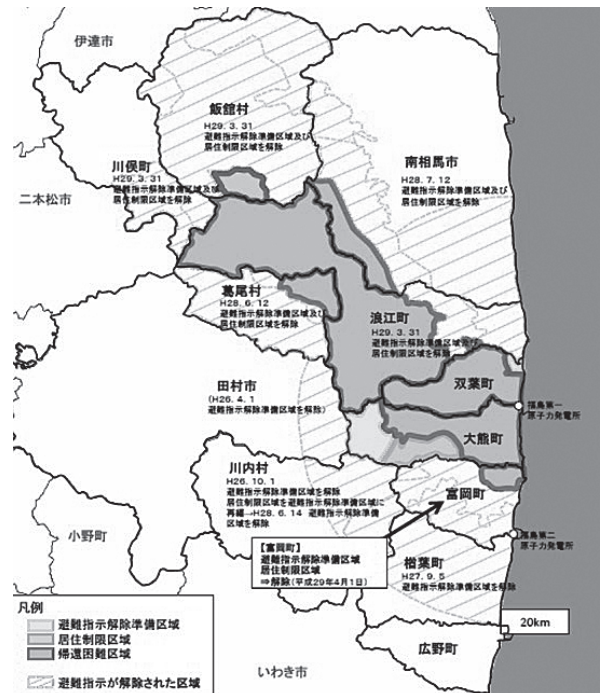 伊達市
飯舘村
H29.3.31
避難指示解除準備区域及び
居住制限区域を解除
川俣町
H29.3.31
避難指示解除準備区域及び
居住制限区域を解除
南相馬市
H28.7.12
避難指示解除準備区域及び
居住制限区域を解除
二本松市
葛尾村
H28.6.12
避難指示解除準備区域及び
居住制限区域を解除
浪江町
H29.3.31
避難指示解除準備区域及び
居住制限区域を解除
田村市
(H26.4.1
避難指示解除準備区域を解除)
双葉町
福島第一
原子力発電所
大熊町
川内村
H26.10.1
避難指示解除準備区域を解除
居住制限区域を避難指示解除準備区域に
再編→H28.6.14 避難指示解除準備
区域を解除
富岡町
小野町
【富岡町】
避難指示解除準備区域
居住制限区域
⇒解除(平成29年4月1日)
福島第二
原子力発電所
楢葉町
H27.9.5
避難指示解除準備区域を解除
凡例
避難指示解除準備区域
居住制限区域
帰還困難区域
避難指示が解除された区域
20km
広野町
いわき市